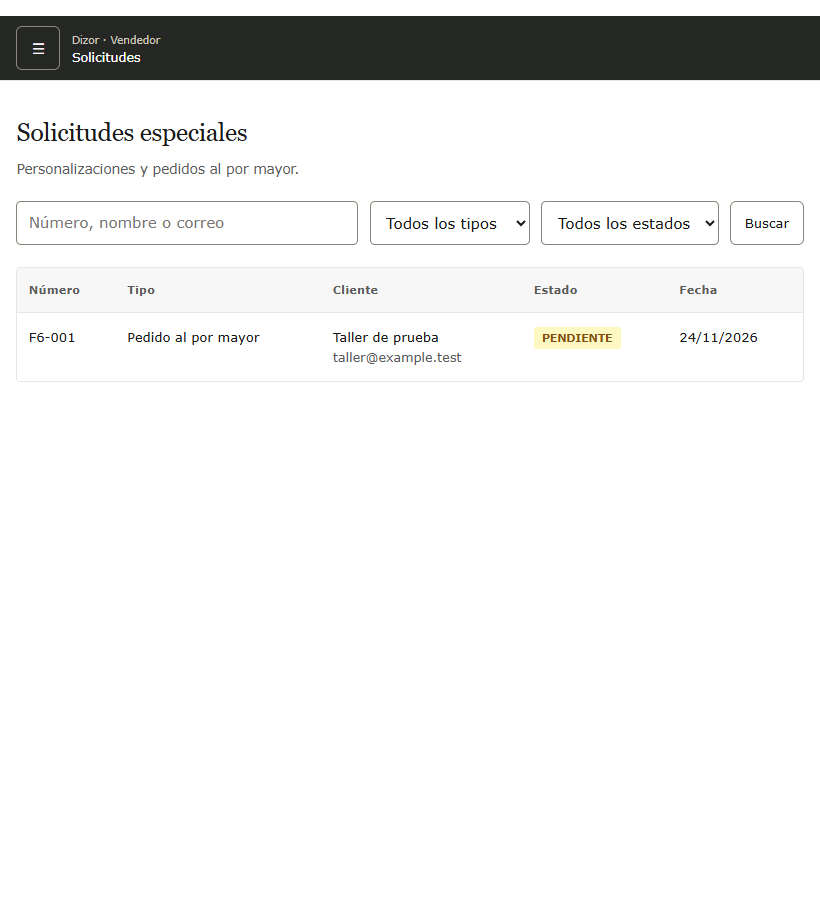 ☰
Dizor · Vendedor
Solicitudes
Solicitudes especiales
Personalizaciones y pedidos al por mayor.
Número, nombre o correo
Todos los tipos
Todos los estados
Buscar
Número Tipo Cliente Estado Fecha
F6-001 Pedido al por mayor Taller de prueba PENDIENTE 24/11/2026
taller@example.test